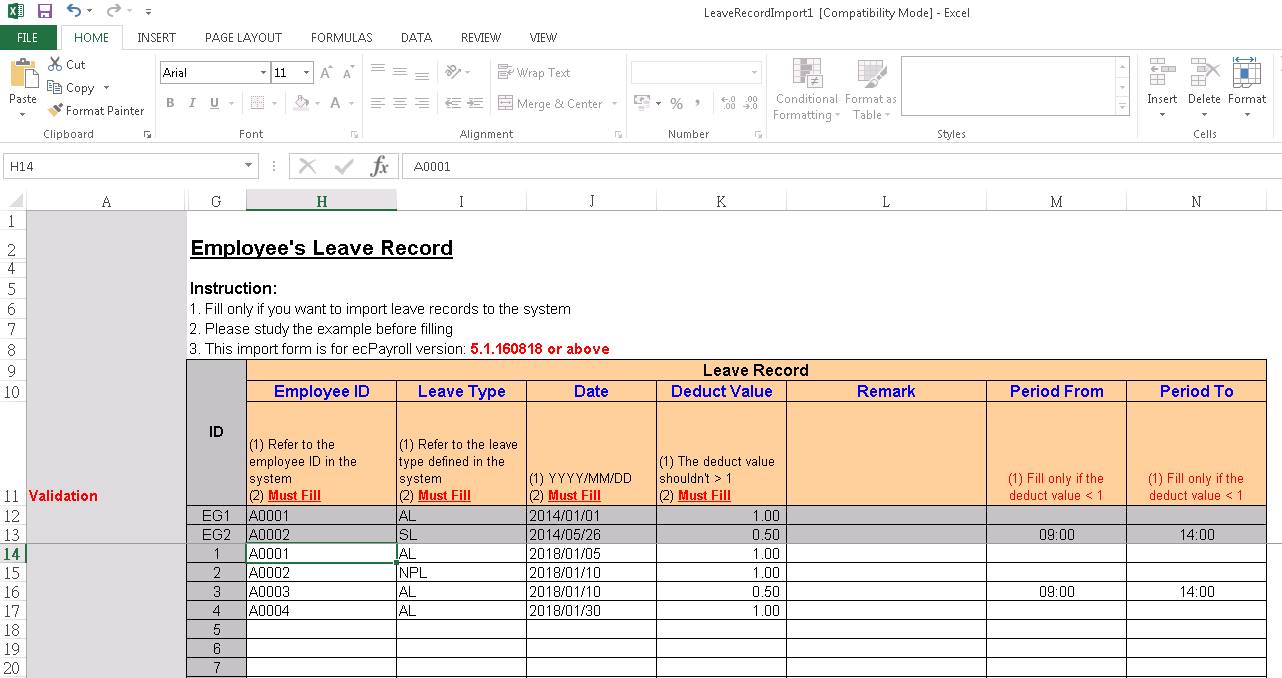 LeaveRecordImport1 [Compatibility Mode] - Excel
FILE HOME INSERT PAGE LAYOUT FORMULAS DATA REVIEW VIEW
Paste
Cut
Copy
Format Painter
Clipboard
Arial 11
B I U
Font
Wrap Text
Merge & Center
Alignment
% ,
Number
Conditional Formatting
Format as Table
Styles
Insert Delete Format
Cells
H14 fx A0001
A G H I J K L M N
1
2 Employee's Leave Record
4
5 Instruction:
6 1. Fill only if you want to import leave records to the system
7 2. Please study the example before filling
8 3. This import form is for ecPayroll version: 5.1.160818 or above
9 Leave Record
10 Employee ID Leave Type Date Deduct Value Remark Period From Period To
ID
(1) Refer to the employee ID in the system
(2) Must Fill
(1) Refer to the leave type defined in the system
(2) Must Fill
(1) YYYY/MM/DD
(2) Must Fill
(1) The deduct value shouldn't > 1
(2) Must Fill
(1) Fill only if the deduct value < 1
(1) Fill only if the deduct value < 1
11 Validation
12 EG1 A0001 AL 2014/01/01 1.00
13 EG2 A0002 SL 2014/05/26 0.50 09:00 14:00
14 1 A0001 AL 2018/01/05 1.00
15 2 A0002 NPL 2018/01/10 1.00
16 3 A0003 AL 2018/01/10 0.50 09:00 14:00
17 4 A0004 AL 2018/01/30 1.00
18 5
19 6
20 7